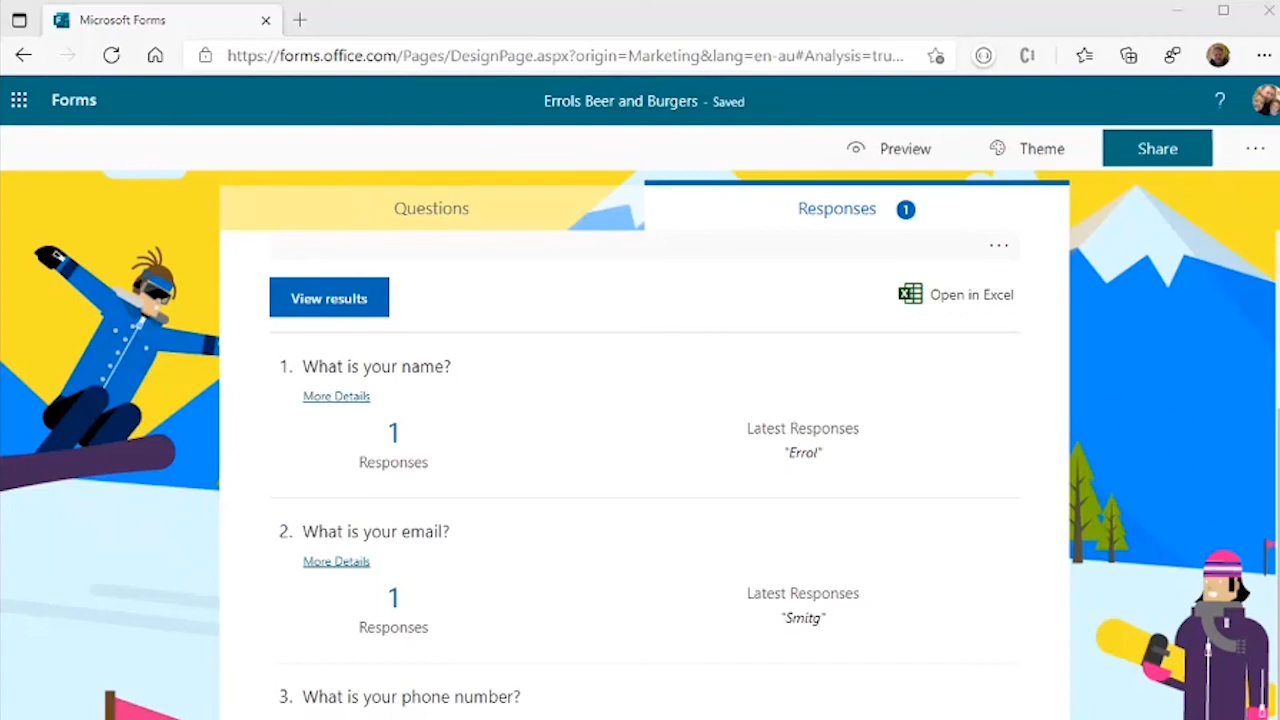 Microsoft Forms
https://forms.office.com/Pages/DesignPage.aspx?origin=Marketing&lang=en-au#Analysis=tru...
Forms
Errols Beer and Burgers - Saved
?
Preview
Theme
Share
Questions
Responses 1
View results
Open in Excel
1. What is your name?
More Details
1
Responses
Latest Responses
"Errol"
2. What is your email?
More Details
1
Responses
Latest Responses
"Smitg"
3. What is your phone number?